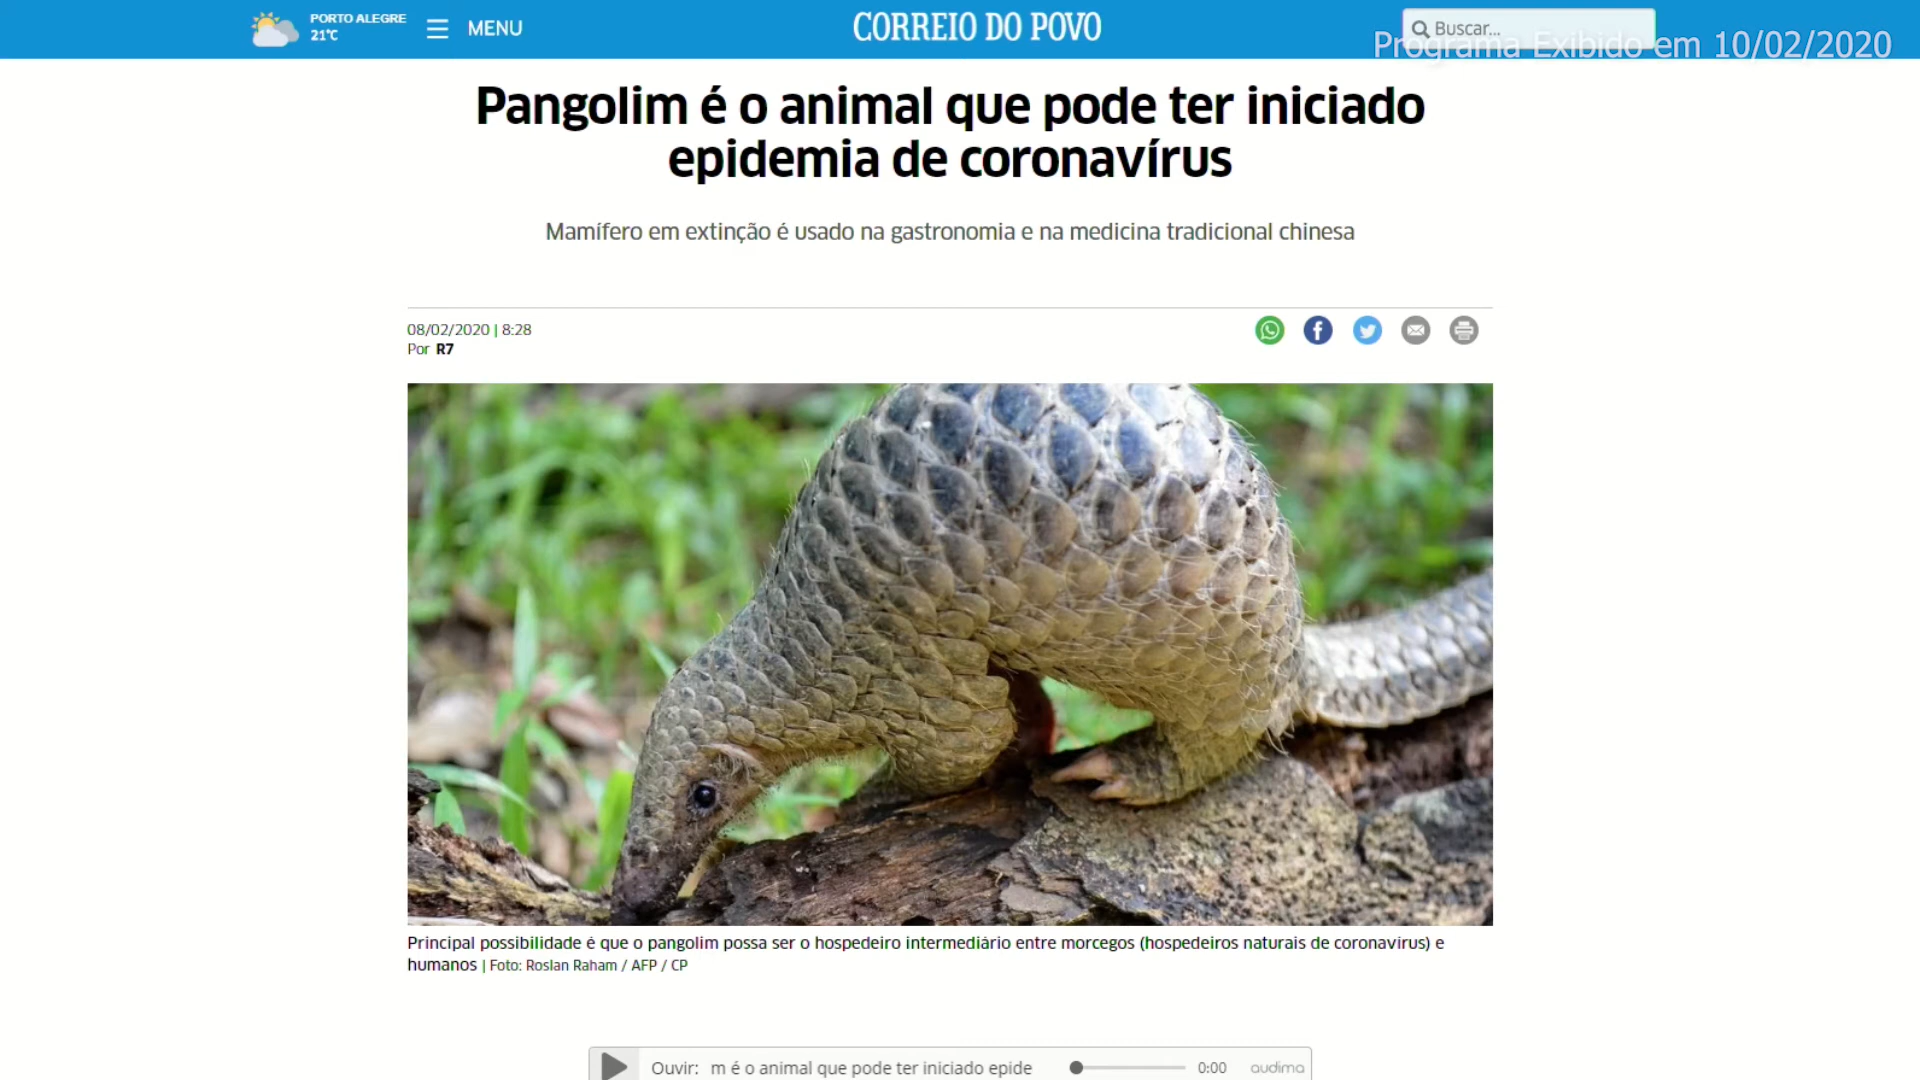 PORTO ALEGRE
21°C
MENU
CORREIO DO POVO
Buscar...
Programa Exibido em 10/02/2020
Pangolim é o animal que pode ter iniciado
epidemia de coronavírus
Mamífero em extinção é usado na gastronomia e na medicina tradicional chinesa
08/02/2020 | 8:28
Por R7
Principal possibilidade é que o pangolim possa ser o hospedeiro intermediário entre morcegos (hospedeiros naturais de coronavírus) e
humanos | Foto: Roslan Raham / AFP / CP
Ouvir: m é o animal que pode ter iniciado epide 0:00 audima